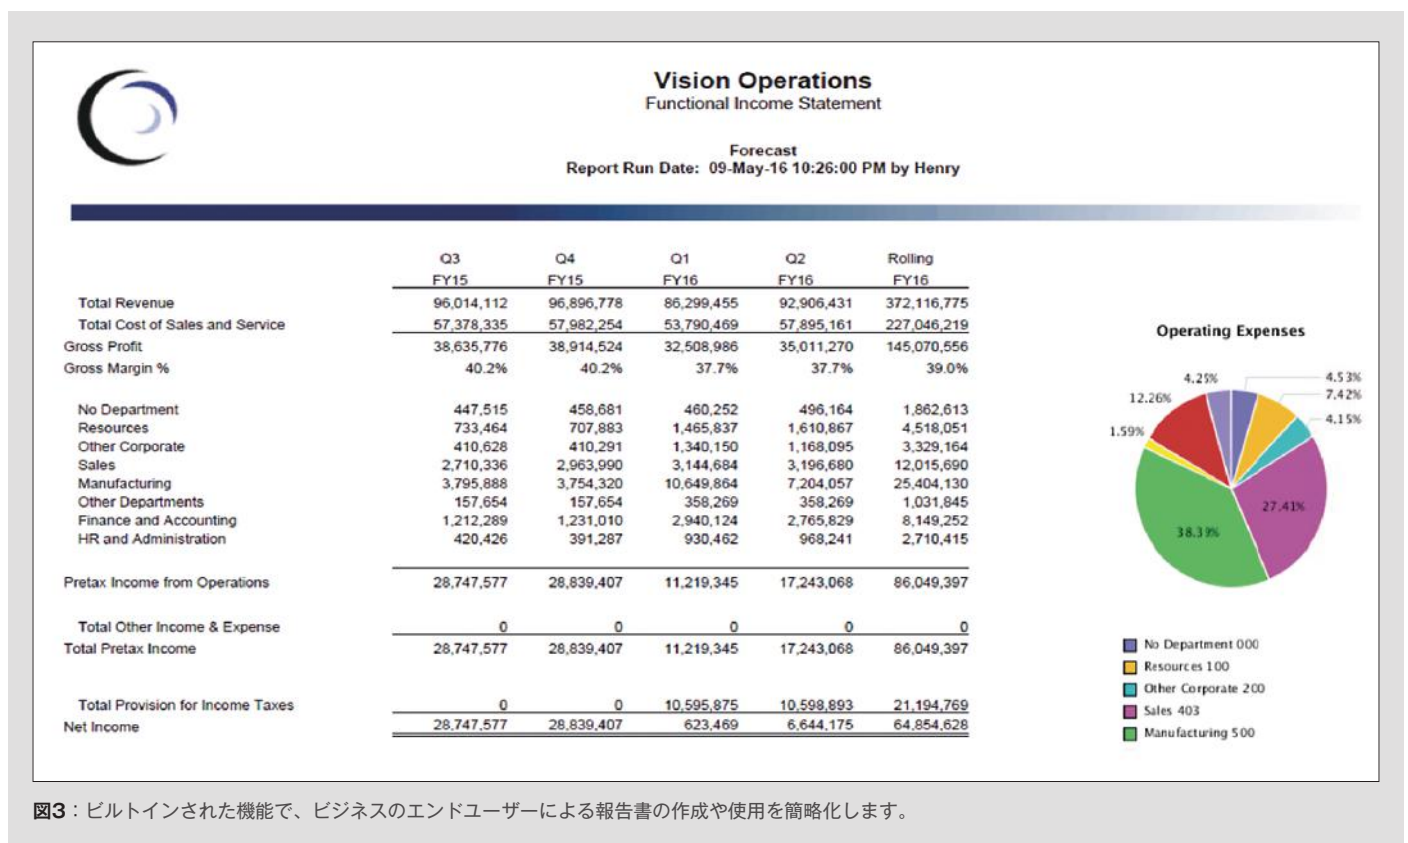 Vision Operations
Functional Income Statement
Forecast
Report Run Date: 09-May-16 10:26:00 PM by Henry
Q3 Q4 Q1 Q2 Rolling
FY15 FY15 FY16 FY16 FY16
Total Revenue 96,014,112 96,896,778 86,299,455 92,906,431 372,116,775
Total Cost of Sales and Service 57,378,335 57,982,254 53,790,469 57,895,161 227,046,219
Gross Profit 38,635,776 38,914,524 32,508,986 35,011,270 145,070,556
Gross Margin % 40.2% 40.2% 37.7% 37.7% 39.0%
No Department 447,515 458,681 460,252 496,164 1,862,613
Resources 733,464 707,883 1,465,837 1,610,867 4,518,051
Other Corporate 410,628 410,291 1,340,150 1,168,095 3,329,164
Sales 2,710,336 2,963,990 3,144,684 3,196,680 12,015,690
Manufacturing 3,795,888 3,754,320 10,649,864 7,204,057 25,404,130
Other Departments 157,654 157,654 358,269 358,269 1,031,845
Finance and Accounting 1,212,289 1,231,010 2,940,124 2,765,829 8,149,252
HR and Administration 420,426 391,287 930,462 968,241 2,710,415
Pretax Income from Operations 28,747,577 28,839,407 11,219,345 17,243,068 86,049,397
Total Other Income & Expense 0 0 0 0 0
Total Pretax Income 28,747,577 28,839,407 11,219,345 17,243,068 86,049,397
Total Provision for Income Taxes 0 0 10,595,875 10,598,893 21,194,769
Net Income 28,747,577 28,839,407 623,469 6,644,175 64,854,628
Operating Expenses
4.25% 4.53%
12.26% 7.42%
1.59% 4.15%
27.41%
38.39%
No Department 000
Resources 100
Other Corporate 200
Sales 403
Manufacturing 500
図3：ビルトインされた機能で、ビジネスのエンドユーザーによる報告書の作成や使用を簡略化します。